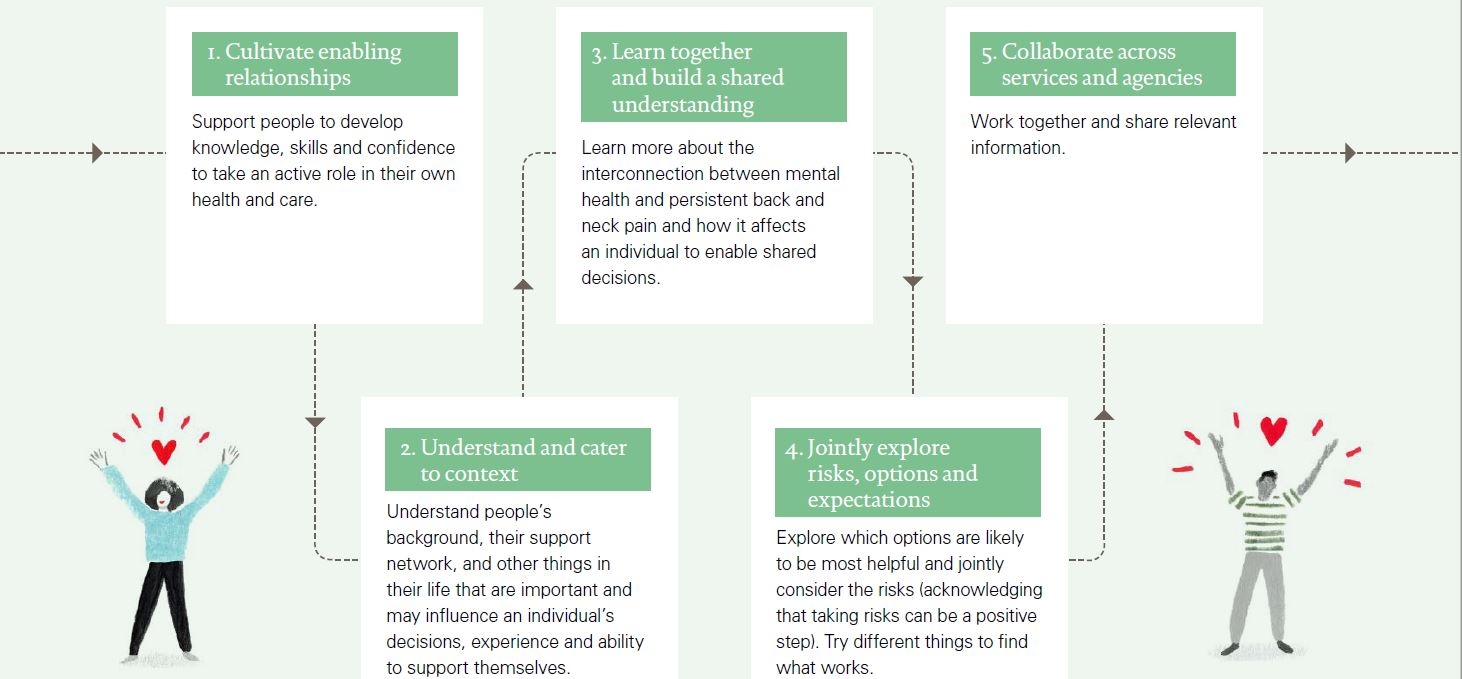 1. Cultivate enabling
relationships
Support people to develop
knowledge, skills and confidence
to take an active role in their own
health and care.
2. Understand and cater
to context
Understand people’s
background, their support
network, and other things in
their life that are important and
may influence an individual’s
decisions, experience and ability
to support themselves.
3. Learn together
and build a shared
understanding
Learn more about the
interconnection between mental
health and persistent back and
neck pain and how it affects
an individual to enable shared
decisions.
4. Jointly explore
risks, options and
expectations
Explore which options are likely
to be most helpful and jointly
consider the risks (acknowledging
that taking risks can be a positive
step). Try different things to find
what works.
5. Collaborate across
services and agencies
Work together and share relevant
information.